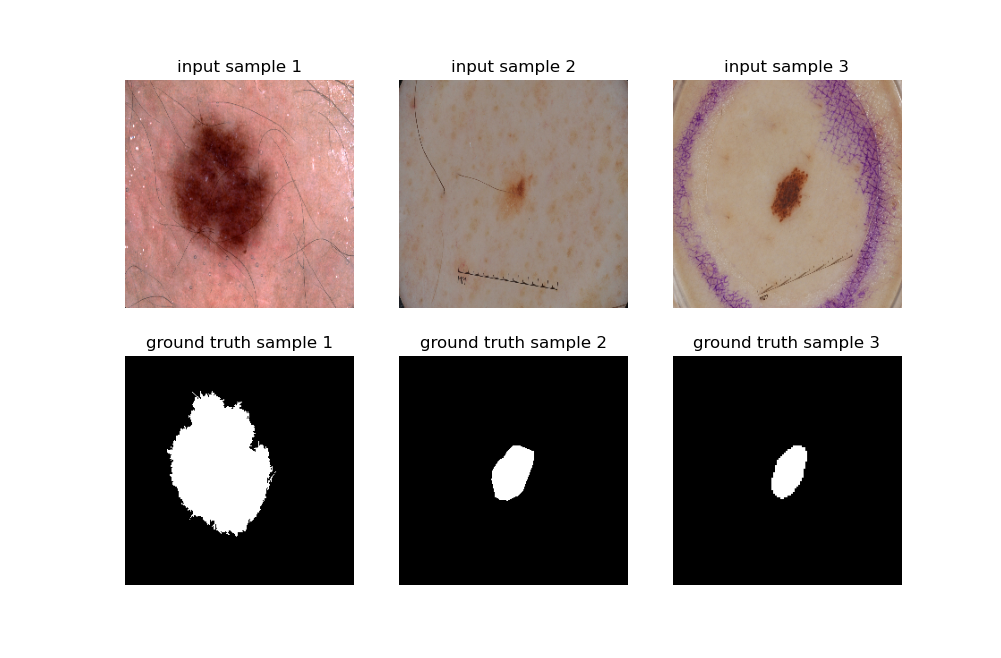 input sample 1
input sample 2
input sample 3
ground truth sample 1
ground truth sample 2
ground truth sample 3